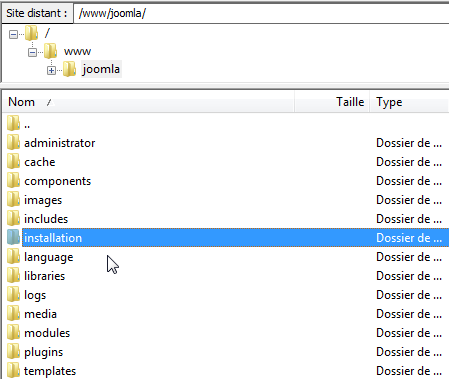 Site distant : /www/joomla/
/
www
joomla
Nom Taille Type
..
administrator Dossier de ...
cache Dossier de ...
components Dossier de ...
images Dossier de ...
includes Dossier de ...
installation Dossier de ...
language Dossier de ...
libraries Dossier de ...
logs Dossier de ...
media Dossier de ...
modules Dossier de ...
plugins Dossier de ...
templates Dossier de ...